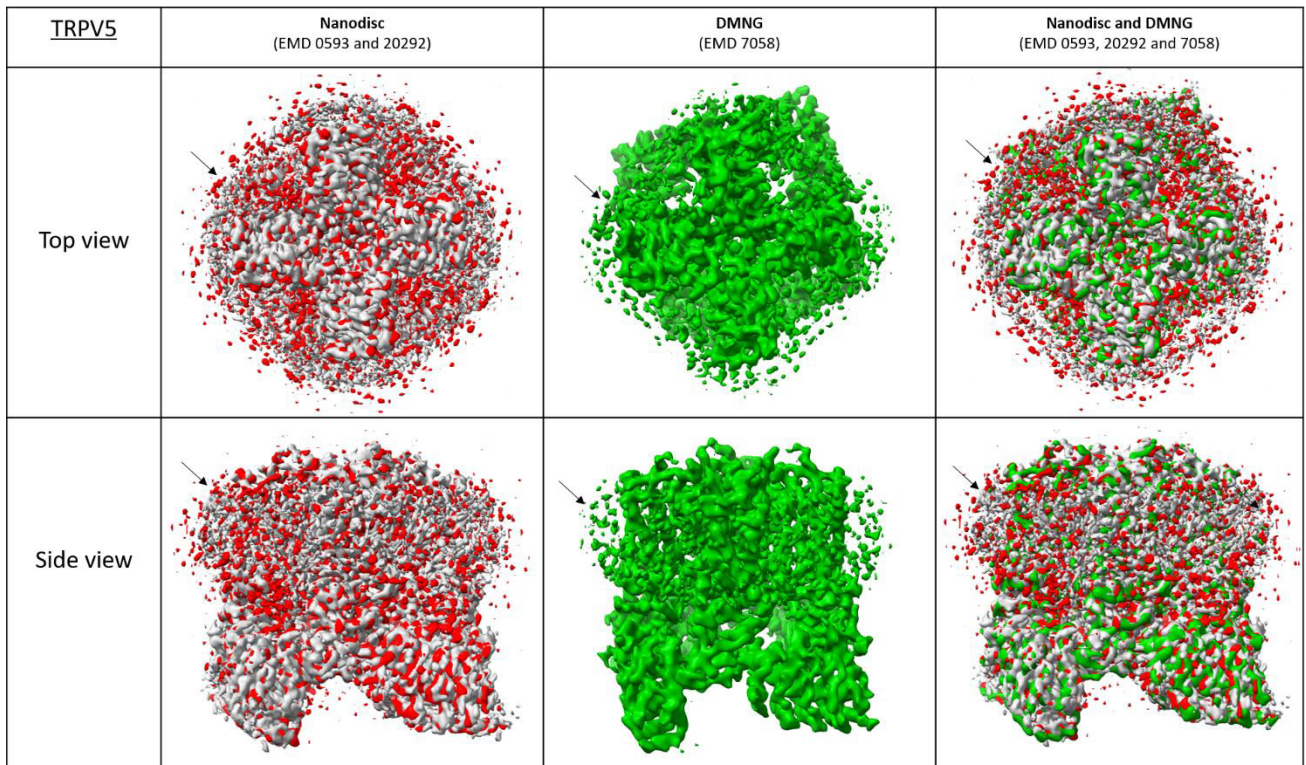 TRPV5
Nanodisc
(EMD 0593 and 20292)
DMNG
(EMD 7058)
Nanodisc and DMNG
(EMD 0593, 20292 and 7058)
Top view
Side view